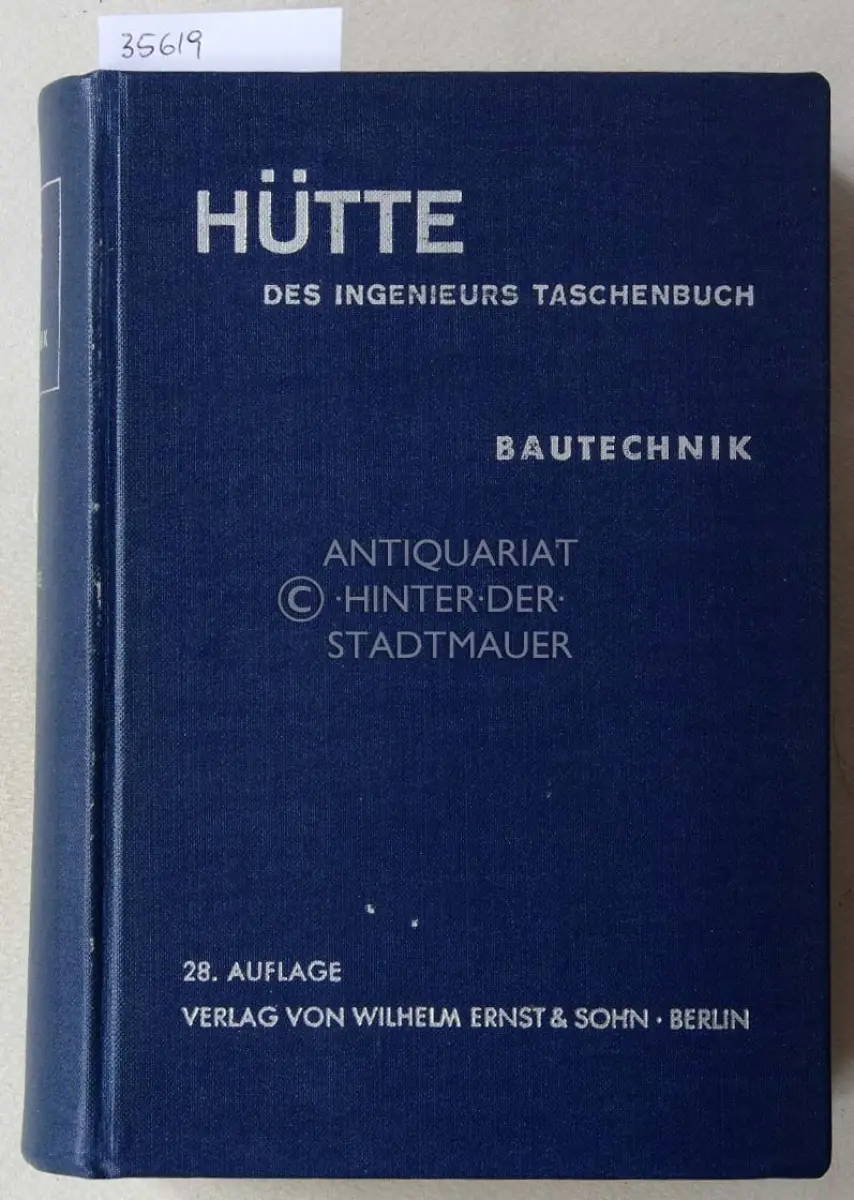 35619
HÜTTE
DES INGENIEURS TASCHENBUCH
BAUTECHNIK
ANTIQUARIAT
© ·HINTER·DER·
STADTMAUER
28. AUFLAGE
VERLAG VON WILHELM ERNST & SOHN · BERLIN